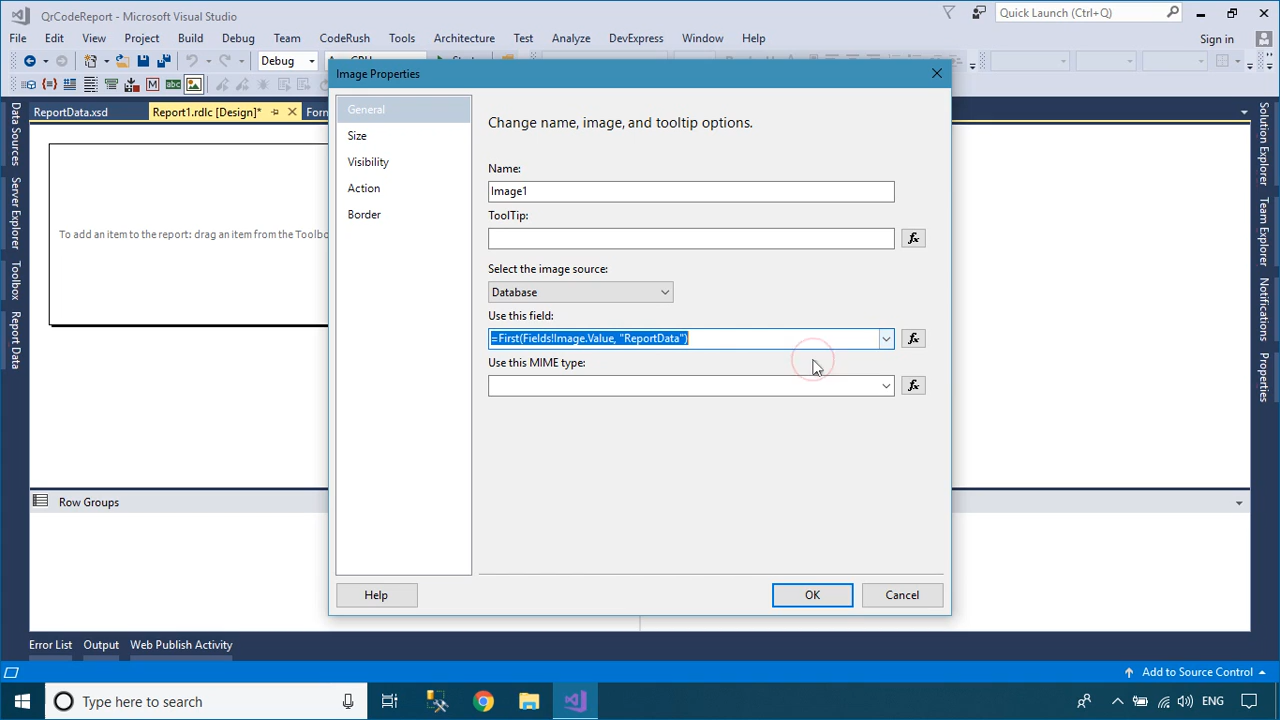 QrCodeReport - Microsoft Visual Studio
Quick Launch (Ctrl+Q)
File Edit View Project Build Debug Team CodeRush Tools Architecture Test Analyze DevExpress Window Help
Sign in
Debug
ReportData.xsd
Report1.rdlc [Design]*
Form
Data Sources
Server Explorer
Toolbox
Report Data
To add an item to the report: drag an item from the Toolbo
Image Properties
General
Size
Visibility
Action
Border
Change name, image, and tooltip options.
Name:
Image1
ToolTip:
fx
Select the image source:
Database
Use this field:
=First(Fields!Image.Value, "ReportData")
fx
Use this MIME type:
fx
Help
OK
Cancel
Solution Explorer
Team Explorer
Notifications
Properties
Row Groups
Error List Output Web Publish Activity
Add to Source Control
Type here to search
ENG